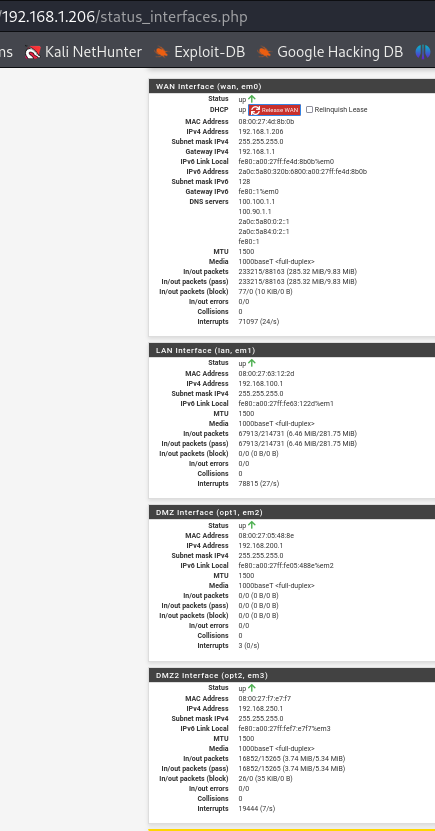 /192.168.1.206/status_interfaces.php
ms Kali NetHunter Exploit-DB Google Hacking DB
WAN Interface (wan, em0)
Status up
DHCP up Release WAN Relinquish Lease
MAC Address 08:00:27:4d:8b:0b
IPv4 Address 192.168.1.206
Subnet mask IPv4 255.255.255.0
Gateway IPv4 192.168.1.1
IPv6 Link Local fe80::a00:27ff:fe4d:8b0b%em0
IPv6 Address 2a0c:5a80:320b:6800:a00:27ff:fe4d:8b0b
Subnet mask IPv6 128
Gateway IPv6 fe80::1%em0
DNS servers 100.100.1.1
100.90.1.1
2a0c:5a80:0:2::1
2a0c:5a84:0:2::1
fe80::1
MTU 1500
Media 1000baseT <full-duplex>
In/out packets 233215/88163 (285.32 MiB/9.83 MiB)
In/out packets (pass) 233215/88163 (285.32 MiB/9.83 MiB)
In/out packets (block) 77/0 (10 KiB/0 B)
In/out errors 0/0
Collisions 0
Interrupts 71097 (24/s)
LAN Interface (lan, em1)
Status up
MAC Address 08:00:27:63:12:2d
IPv4 Address 192.168.100.1
Subnet mask IPv4 255.255.255.0
IPv6 Link Local fe80::a00:27ff:fe63:122d%em1
MTU 1500
Media 1000baseT <full-duplex>
In/out packets 67913/214731 (6.46 MiB/281.75 MiB)
In/out packets (pass) 67913/214731 (6.46 MiB/281.75 MiB)
In/out packets (block) 0/0 (0 B/0 B)
In/out errors 0/0
Collisions 0
Interrupts 78815 (27/s)
DMZ Interface (opt1, em2)
Status up
MAC Address 08:00:27:05:48:8e
IPv4 Address 192.168.200.1
Subnet mask IPv4 255.255.255.0
IPv6 Link Local fe80::a00:27ff:fe05:488e%em2
MTU 1500
Media 1000baseT <full-duplex>
In/out packets 0/0 (0 B/0 B)
In/out packets (pass) 0/0 (0 B/0 B)
In/out packets (block) 0/0 (0 B/0 B)
In/out errors 0/0
Collisions 0
Interrupts 3 (0/s)
DMZ2 Interface (opt2, em3)
Status up
MAC Address 08:00:27:f7:e7:f7
IPv4 Address 192.168.250.1
Subnet mask IPv4 255.255.255.0
IPv6 Link Local fe80::a00:27ff:fef7:e7f7%em3
MTU 1500
Media 1000baseT <full-duplex>
In/out packets 16852/15265 (3.74 MiB/5.34 MiB)
In/out packets (pass) 16852/15265 (3.74 MiB/5.34 MiB)
In/out packets (block) 26/0 (35 KiB/0 B)
In/out errors 0/0
Collisions 0
Interrupts 19444 (7/s)